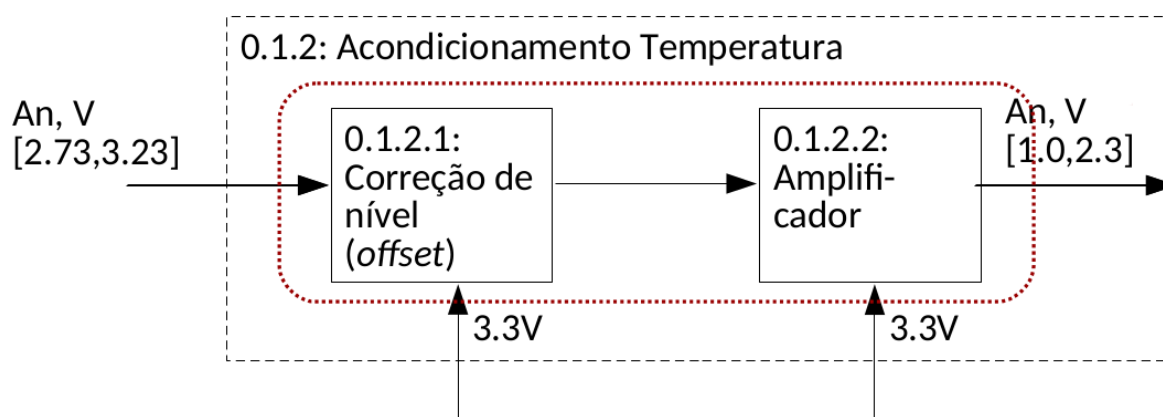 0.1.2: Acondicionamento Temperatura
An, V
[2.73,3.23]
0.1.2.1:
Correção de
nível
(offset)
0.1.2.2:
Amplifi-
cador
An, V
[1.0,2.3]
3.3V
3.3V